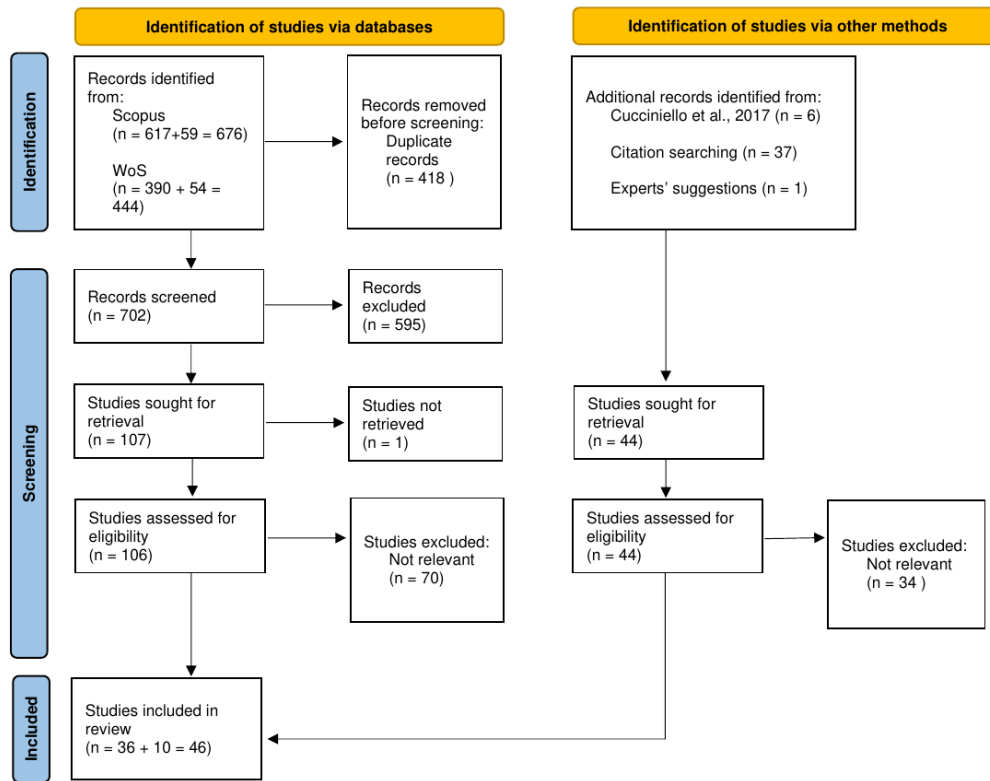 Identification of studies via databases
Identification of studies via other methods
Identification
Records identified
from:
Scopus
(n = 617+59 = 676)
WoS
(n = 390 + 54 =
444)
Records removed
before screening:
Duplicate
records
(n = 418 )
Additional records identified from:
Cucciniello et al., 2017 (n = 6)
Citation searching (n = 37)
Experts' suggestions (n = 1)
Screening
Records screened
(n = 702)
Records
excluded
(n = 595)
Studies sought for
retrieval
(n = 107)
Studies not
retrieved
(n = 1)
Studies sought for
retrieval
(n = 44)
Studies assessed for
eligibility
(n = 106)
Studies excluded:
Not relevant
(n = 70)
Studies assessed for
eligibility
(n = 44)
Studies excluded:
Not relevant
(n = 34 )
Included
Studies included in
review
(n = 36 + 10 = 46)